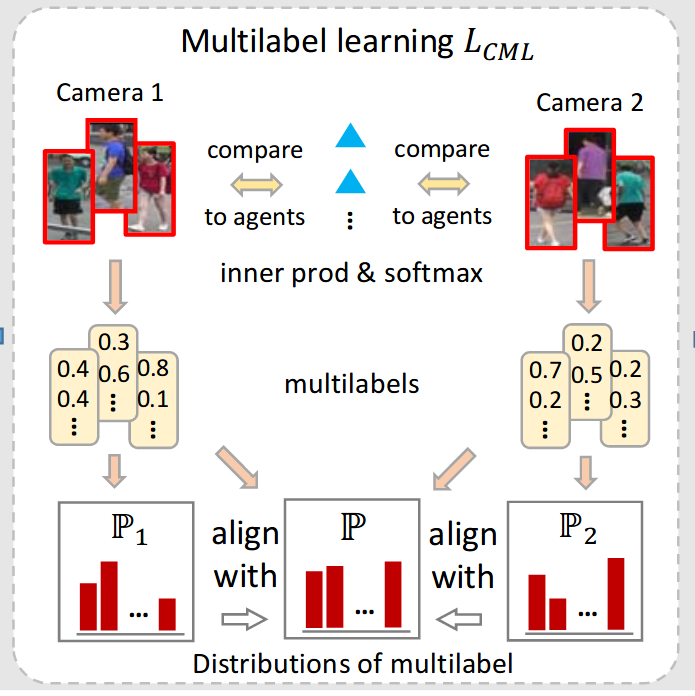 Multilabel learning L_CML
Camera 1
Camera 2
compare
compare
to agents
⋮
to agents
inner prod & softmax
0.4
0.4
⋮
0.3
0.6
⋮
0.8
0.1
⋮
multilabels
0.7
0.2
⋮
0.2
0.5
⋮
0.2
0.3
⋮
ℙ1
align
with
ℙ
align
with
ℙ2
...
...
...
Distributions of multilabel